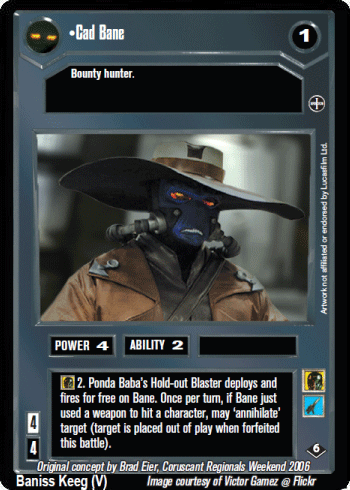 •Cad Bane
1
Bounty hunter.
Artwork not affiliated or endorsed by Lucasfilm Ltd.
POWER 4
ABILITY 2
2. Ponda Baba's Hold-out Blaster deploys and
fires for free on Bane. Once per turn, if Bane just
used a weapon to hit a character, may 'annihilate'
target (target is placed out of play when forfeited
this battle).
4
4
6
Original concept by Brad Eier, Coruscant Regionals Weekend 2006
Baniss Keeg (V)
Image courtesy of Victor Gamez @ Flickr